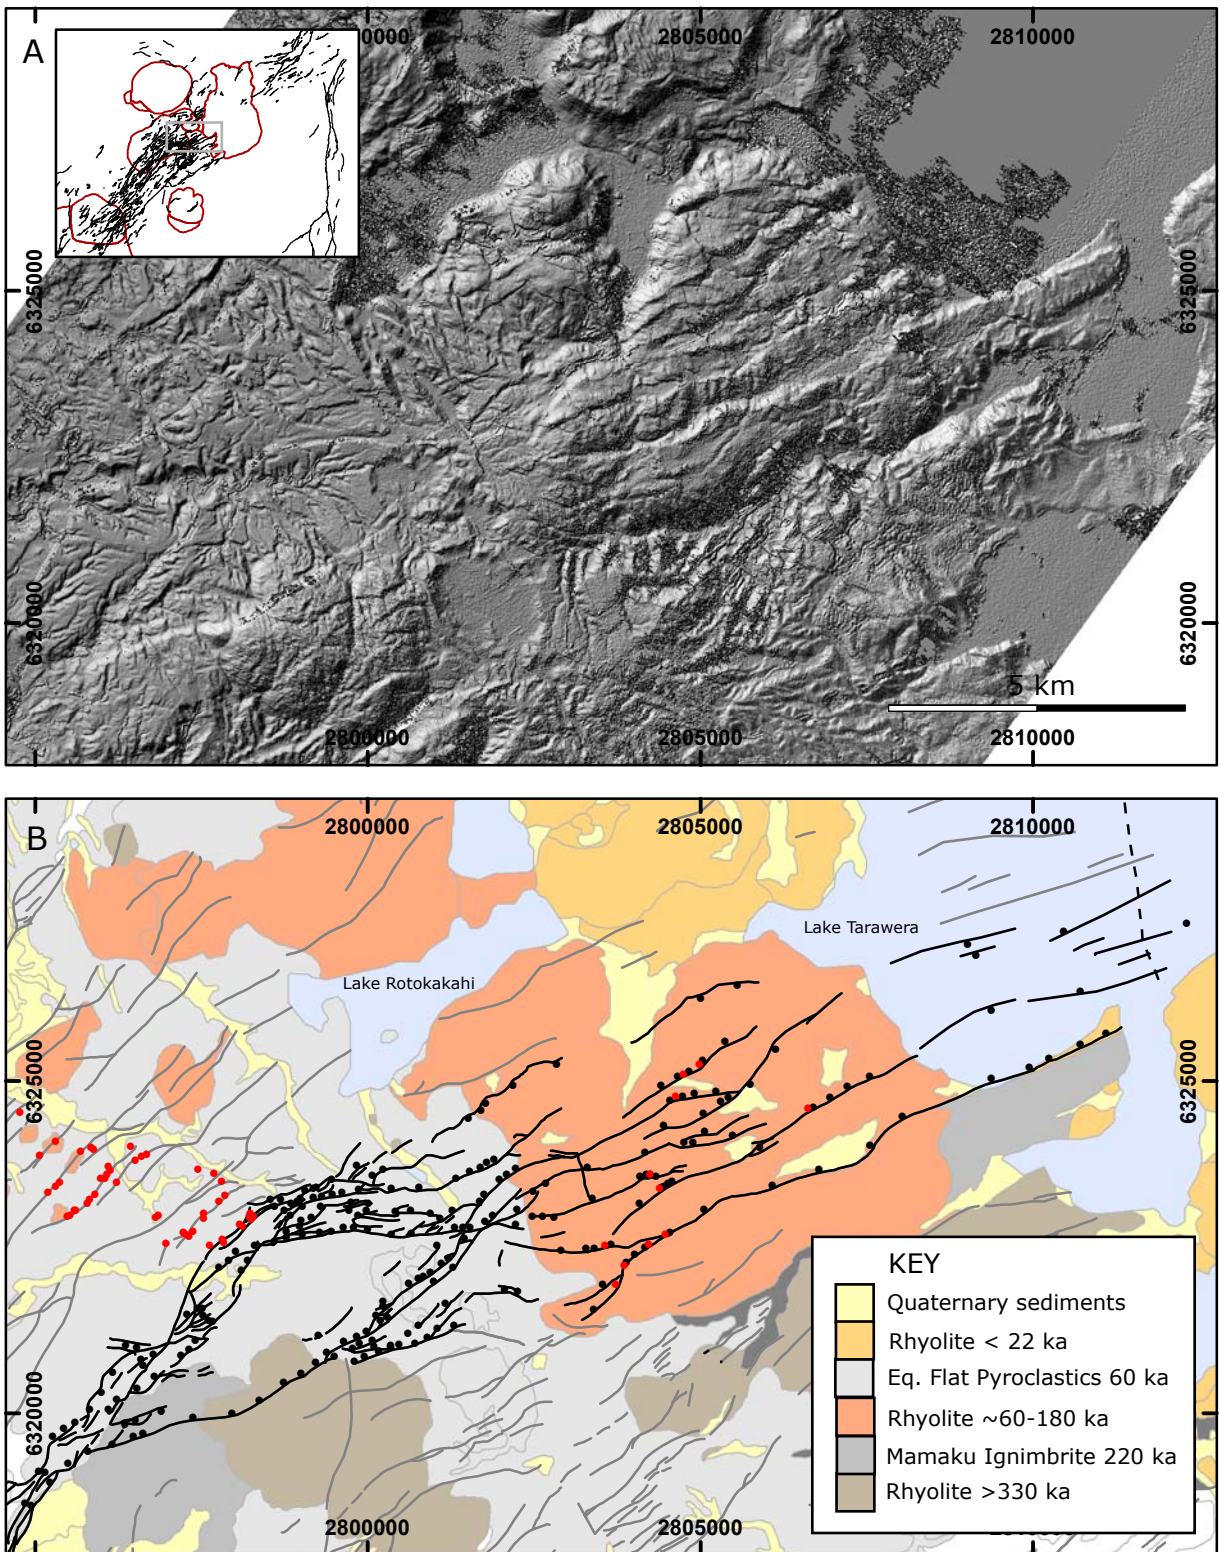 A
0000
2805000
2810000
6325000
6325000
6320000
6320000
5 km
2800000
2805000
2810000
B
2800000
2805000
2810000
Lake Tarawera
Lake Rotokakahi
6325000
6325000
6320000
KEY
Quaternary sediments
Rhyolite < 22 ka
Eq. Flat Pyroclastics 60 ka
Rhyolite ~60-180 ka
Mamaku Ignimbrite 220 ka
Rhyolite >330 ka
2800000
2805000